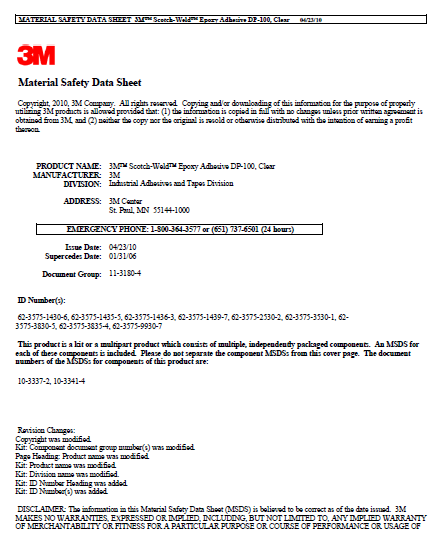 MATERIAL SAFETY DATA SHEET 3M™ Scotch-Weld™ Epoxy Adhesive DP-100, Clear 04/23/10
3M
Material Safety Data Sheet
Copyright, 2010, 3M Company. All rights reserved. Copying and/or downloading of this information for the purpose of properly
utilizing 3M products is allowed provided that: (1) the information is copied in full with no changes unless prior written agreement is
obtained from 3M, and (2) neither the copy nor the original is resold or otherwise distributed with the intention of earning a profit
thereon.
PRODUCT NAME: 3M™ Scotch-Weld™ Epoxy Adhesive DP-100, Clear
MANUFACTURER: 3M
DIVISION: Industrial Adhesives and Tapes Division
ADDRESS: 3M Center
St. Paul, MN 55144-1000
EMERGENCY PHONE: 1-800-364-3577 or (651) 737-6501 (24 hours)
Issue Date: 04/23/10
Supercedes Date: 01/31/06
Document Group: 11-3180-4
ID Number(s):
62-3575-1430-6, 62-3575-1435-5, 62-3575-1436-3, 62-3575-1439-7, 62-3575-2530-2, 62-3575-3530-1, 62-
3575-3830-5, 62-3575-3835-4, 62-3575-9930-7
This product is a kit or a multipart product which consists of multiple, independently packaged components. An MSDS for
each of these components is included. Please do not separate the component MSDSs from this cover page. The document
numbers of the MSDSs for components of this product are:
10-3337-2, 10-3341-4
Revision Changes:
Copyright was modified.
Kit: Component document group number(s) was modified.
Page Heading: Product name was modified.
Kit: Product name was modified.
Kit: Division name was modified.
Kit: ID Number Heading was added.
Kit: ID Number(s) was added.
DISCLAIMER: The information in this Material Safety Data Sheet (MSDS) is believed to be correct as of the date issued. 3M
MAKES NO WARRANTIES, EXPRESSED OR IMPLIED, INCLUDING, BUT NOT LIMITED TO, ANY IMPLIED WARRANTY
OF MERCHANTABILITY OR FITNESS FOR A PARTICULAR PURPOSE OR COURSE OF PERFORMANCE OR USAGE OF